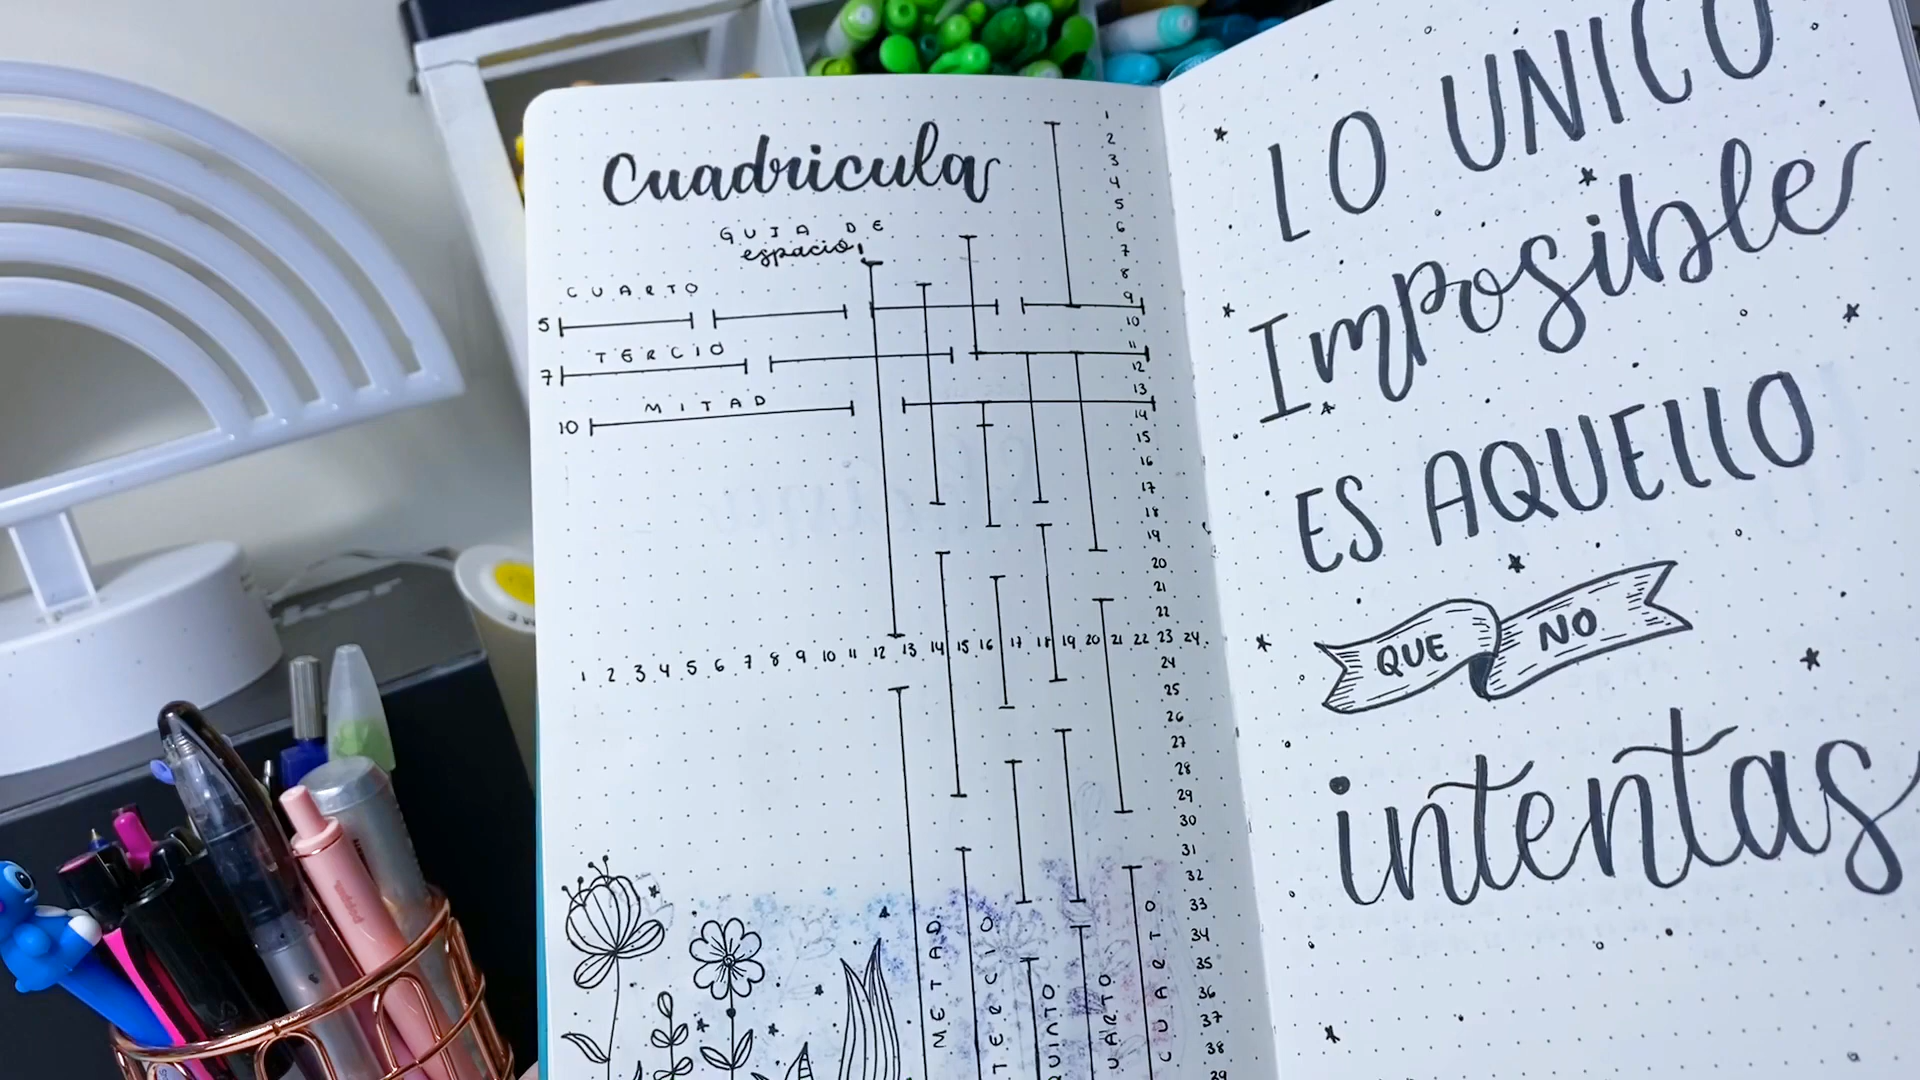 Cuadricula
GUIA DE
espacio!
CUARTO
5
TERCIO
7
MITAD
10
1
2
3
4
5
6
7
8
9
10
11
12
13
14
15
16
17
18
19
20
21
22
23
24
25
26
27
28
29
30
31
32
33
34
35
36
37
38
39
1 2 3 4 5 6 7 8 9 10 11 12 13 14 15 16 17 18 19 20 21 22 23 24
METAD
TERCIO
QUINTO
UARTO
CUARTO
LO UNICO
Imposible
ES AQUELLO
QUE NO
intentas